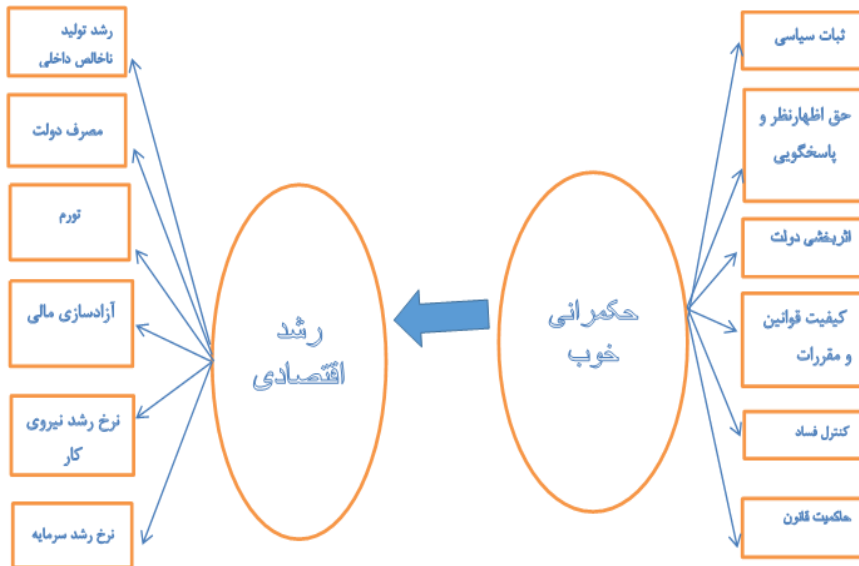 ثبات سیاسی
حق اظهارنظر و
پاسخگویی
اثربخشی دولت
کیفیت قوانین
و مقررات
کنترل فساد
حاکمیت قانون
حکمرانی
خوب
رشد
اقتصادی
رشد تولید
ناخالص داخلی
مصرف دولت
تورم
آزادسازی مالی
نرخ رشد نیروی
کار
نرخ رشد سرمایه